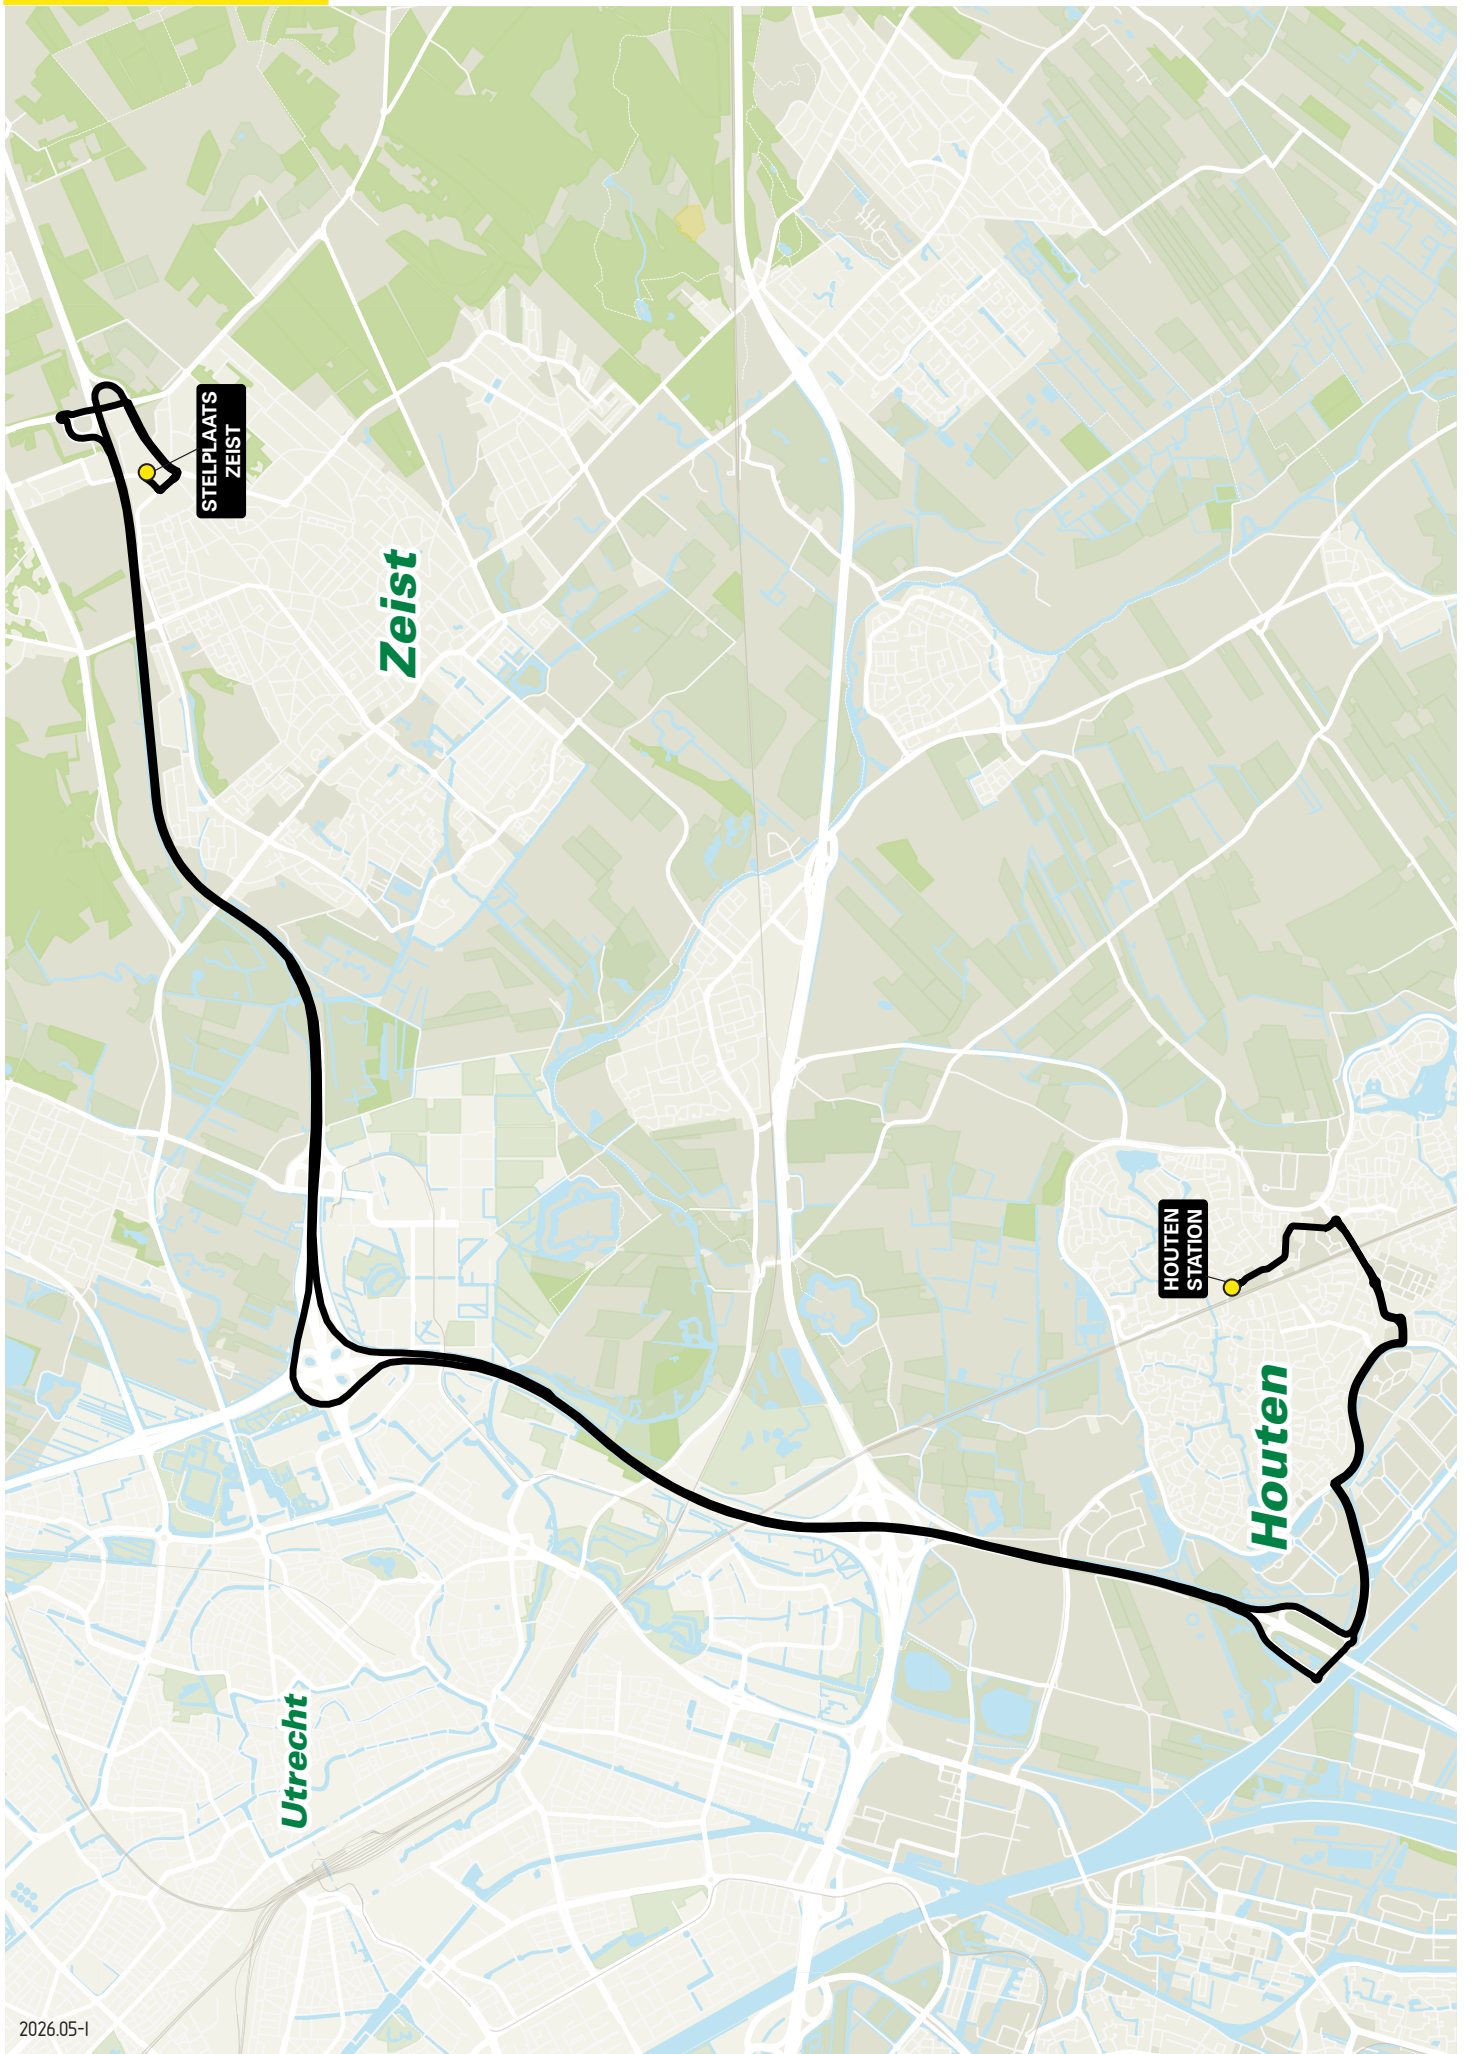 STELPLAATS
ZEIST
Zeist
HOUTEN
STATION
Houten
Utrecht
2026.05-I